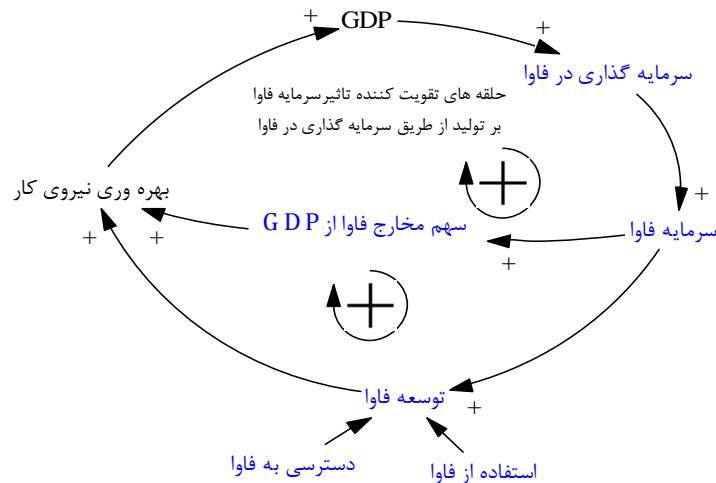 GDP
سرمایه گذاری در فاوا
حلقه های تقویت کننده تاثیرسرمایه فاوا
بر تولید از طریق سرمایه گذاری در فاوا
بهره وری نیروی کار
سهم مخارج فاوا از G D P
سرمایه فاوا
توسعه فاوا
دسترسی به فاوا
استفاده از فاوا